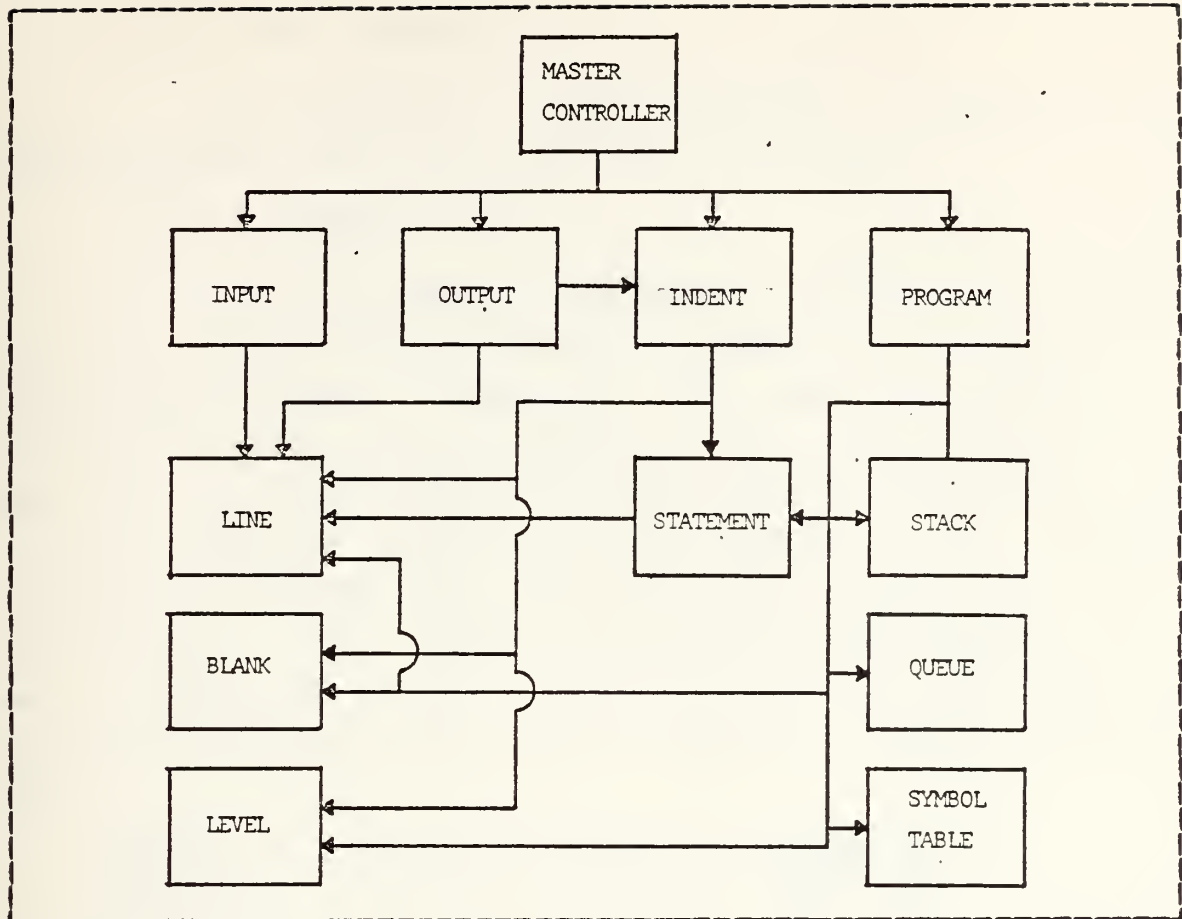 MASTER
CONTROLLER
INPUT
OUTPUT
INDENT
PROGRAM
LINE
STATEMENT
STACK
BLANK
QUEUE
LEVEL
SYMBOL
TABLE